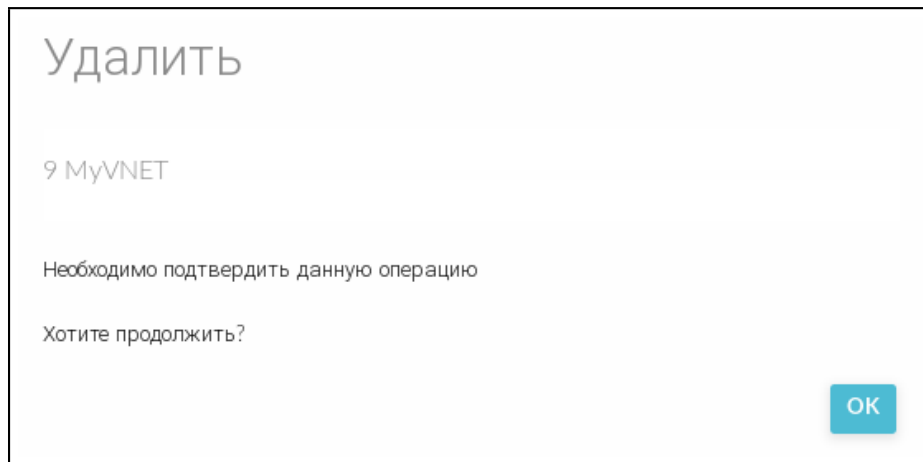 Удалить
9 MyVNET
Необходимо подтвердить данную операцию
Хотите продолжить?
OK